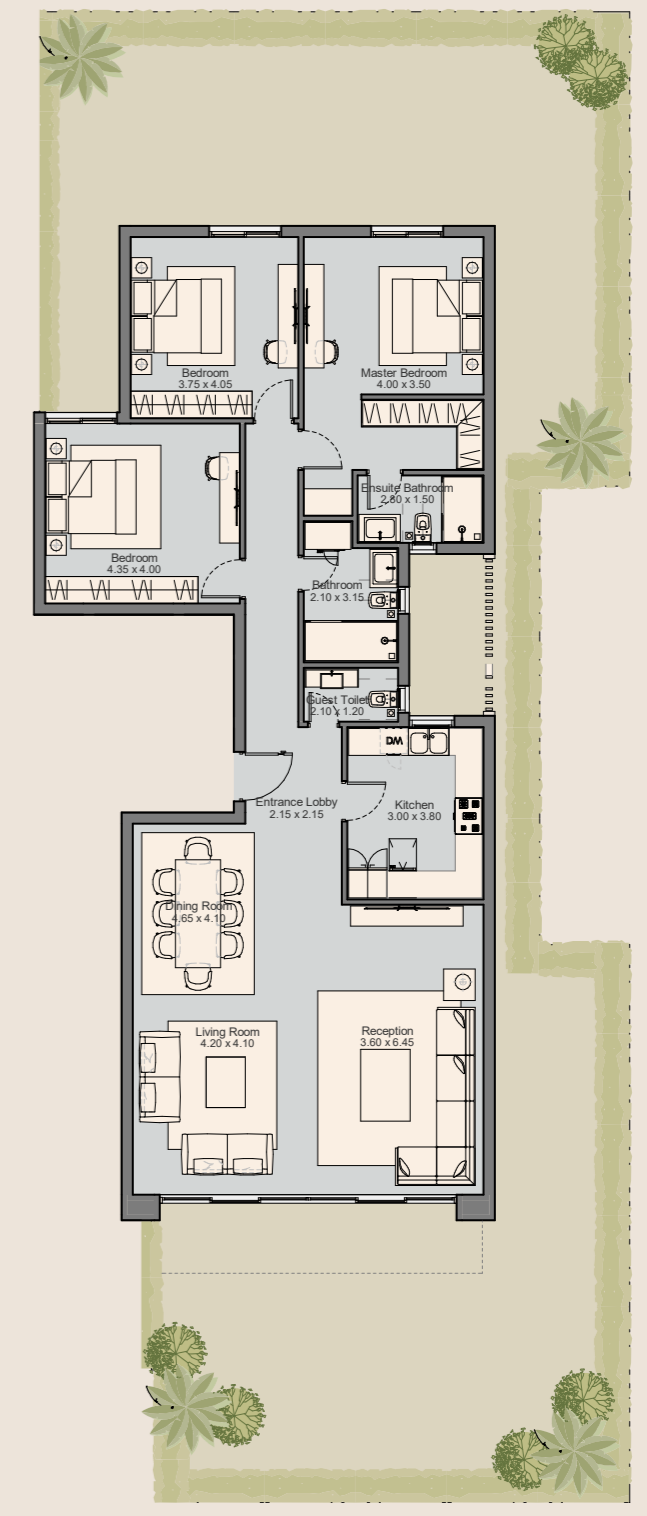 Bedroom
3.75 x 4.05
Master Bedroom
4.00 x 3.50
Ensuite Bathroom
2.80 x 1.50
Bedroom
4.35 x 4.00
Bathroom
2.10 x 3.15
Guest Toilet
2.10 x 1.20
DW
Entrance Lobby
2.15 x 2.15
Kitchen
3.00 x 3.80
Dining Room
4.65 x 4.10
Living Room
4.20 x 4.10
Reception
3.60 x 6.45